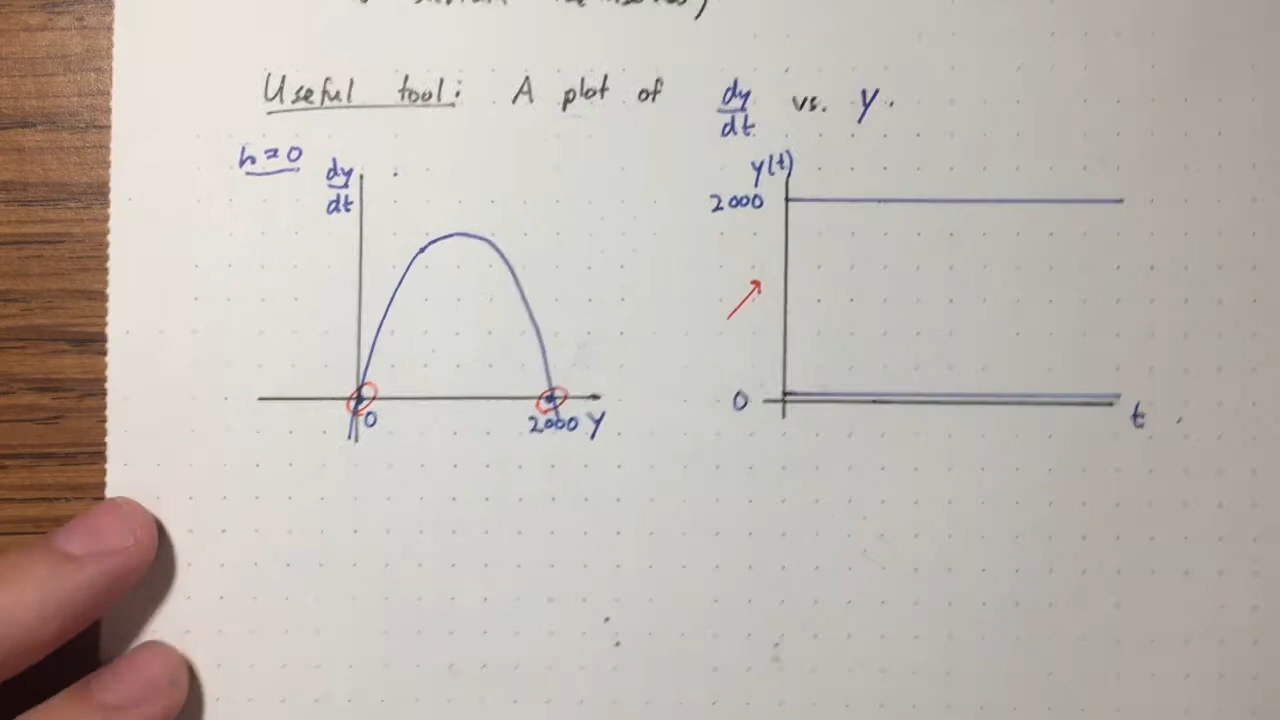 Useful tool: A plot of dy/dt vs. y.
h=0
dy/dt
0
2000 y
y(t)
2000
0
t